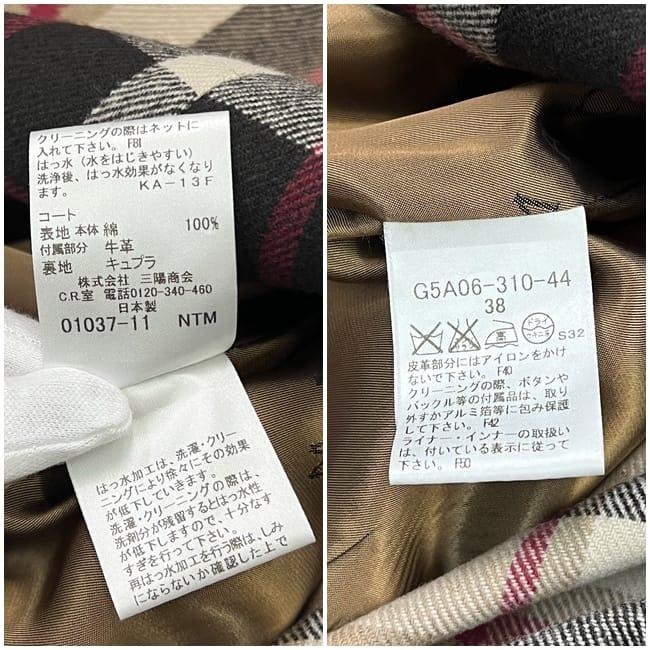 クリーニングの際はネットに
入れて下さい。 F81
はっ水（水をはじきやすい）
洗浄後、はっ水効果がなくなり
ます。 KA-13F
コート
表地 本体 綿 100%
付属部分 牛革
裏地 キュプラ
株式会社 三陽商会
C.R.室 電話0120-340-460
日本製
01037-11 NTM
はっ水加工は、洗濯・クリー
ニングにより徐々にその効果
が低下していきます。
洗濯・クリーニングの際は、
洗剤分が残留するとはっ水性
が低下しますので、十分なす
すぎを行って下さい。
再はっ水加工を行う際は、しみ
にならないか確認した上で
G5A06-310-44
38
高 ドライ S32
皮革部分にはアイロンをかけ
ないで下さい。 F40
クリーニングの際、ボタンや
バックル等の付属品は、取り
外すかアルミ箔等に包み保護
して下さい。 F42
ライナー・インナーの取扱い
は、付いている表示に従って
下さい。 F50